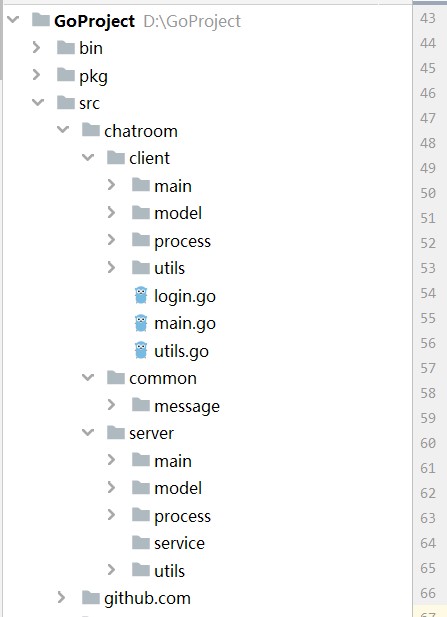 GoProject D:\GoProject
bin
pkg
src
chatroom
client
main
model
process
utils
login.go
main.go
utils.go
common
message
server
main
model
process
service
utils
github.com
43
44
45
46
47
48
49
50
51
52
53
54
55
56
57
58
59
60
61
62
63
64
65
66
67